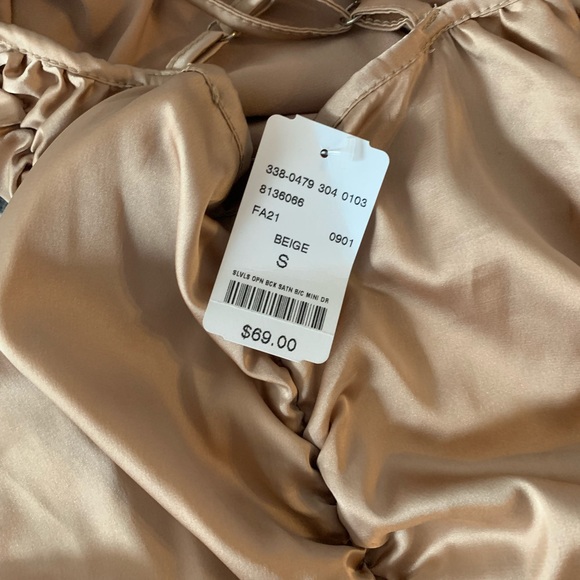 338-0479 304 0103
8136066
FA21 0901
BEIGE
S
SLVLS OPN BCK SATN B/C MINI DR
$69.00